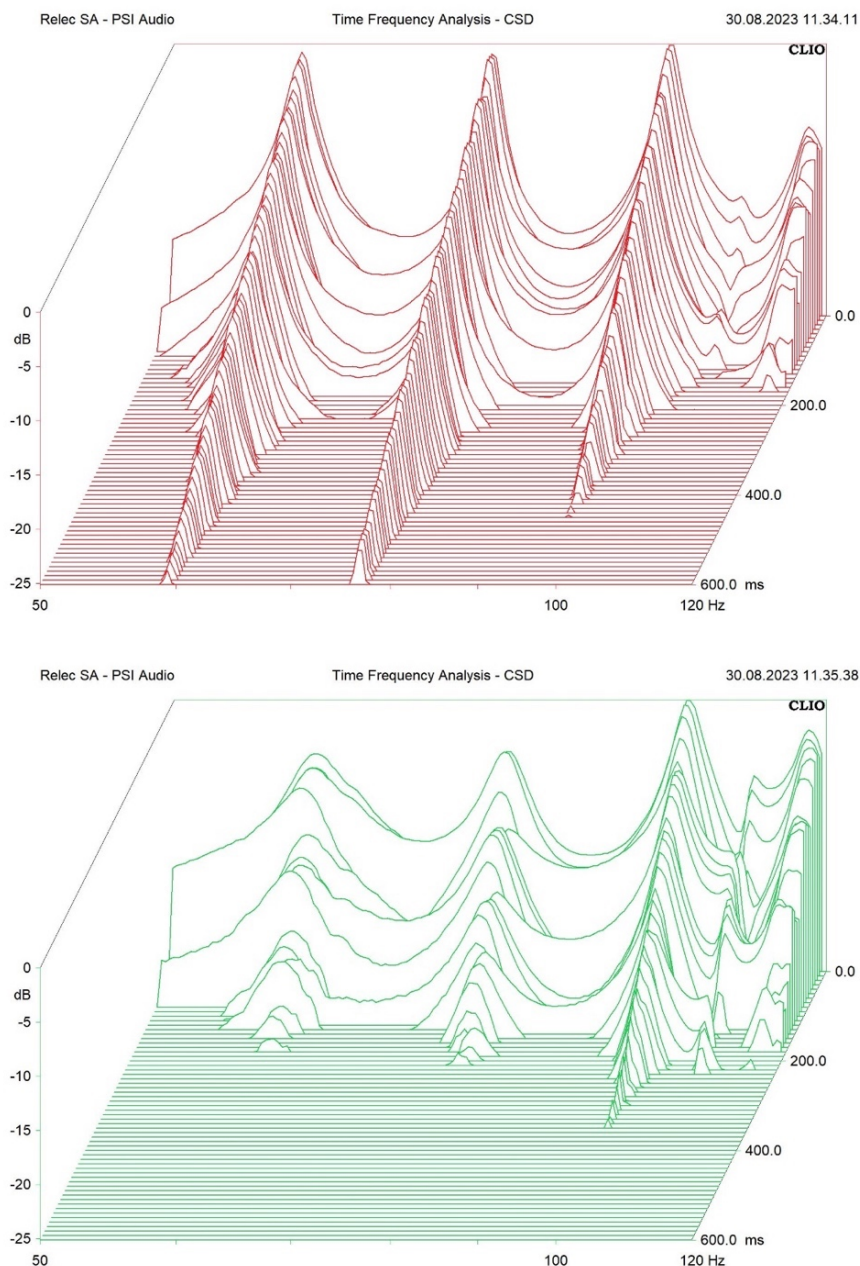 Relec SA - PSI Audio Time Frequency Analysis - CSD 30.08.2023 11.34.11
CLIO
0 0.0
dB
-5
200.0
-10
-15 400.0
-20
-25 600.0 ms
50 100 120 Hz
Relec SA - PSI Audio Time Frequency Analysis - CSD 30.08.2023 11.35.38
CLIO
0 0.0
dB
-5
200.0
-10
-15 400.0
-20
-25 600.0 ms
50 100 120 Hz